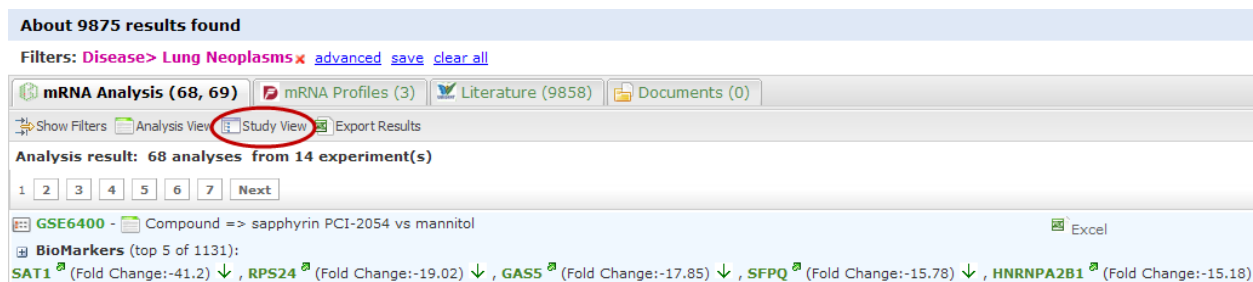 About 9875 results found
Filters: Disease> Lung Neoplasms advanced save clear all
mRNA Analysis (68, 69) mRNA Profiles (3) Literature (9858) Documents (0)
Show Filters Analysis View Study View Export Results
Analysis result: 68 analyses from 14 experiment(s)
1 2 3 4 5 6 7 Next
GSE6400 - Compound => sapphyrin PCI-2054 vs mannitol Excel
BioMarkers (top 5 of 1131):
SAT1 (Fold Change:-41.2) , RPS24 (Fold Change:-19.02) , GAS5 (Fold Change:-17.85) , SFPQ (Fold Change:-15.78) , HNRNPA2B1 (Fold Change:-15.18)